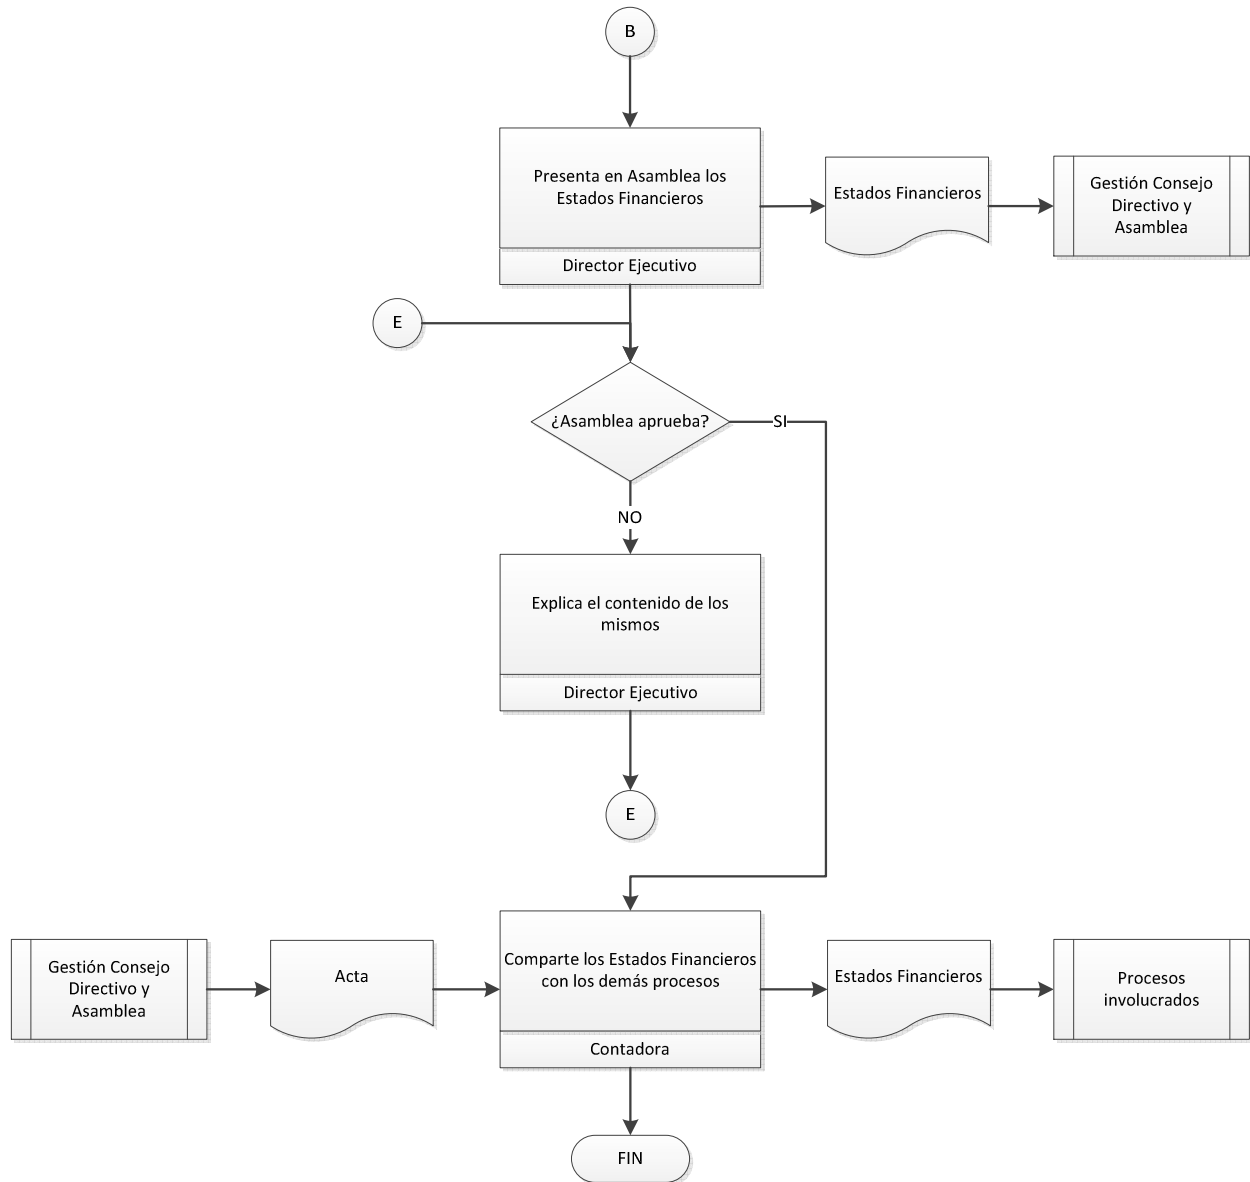 B
Presenta en Asamblea los
Estados Financieros
Director Ejecutivo
Estados Financieros
Gestión Consejo
Directivo y
Asamblea
E
¿Asamblea aprueba?
SI
NO
Explica el contenido de los
mismos
Director Ejecutivo
E
Gestión Consejo
Directivo y
Asamblea
Acta
Comparte los Estados Financieros
con los demás procesos
Contadora
Estados Financieros
Procesos
involucrados
FIN